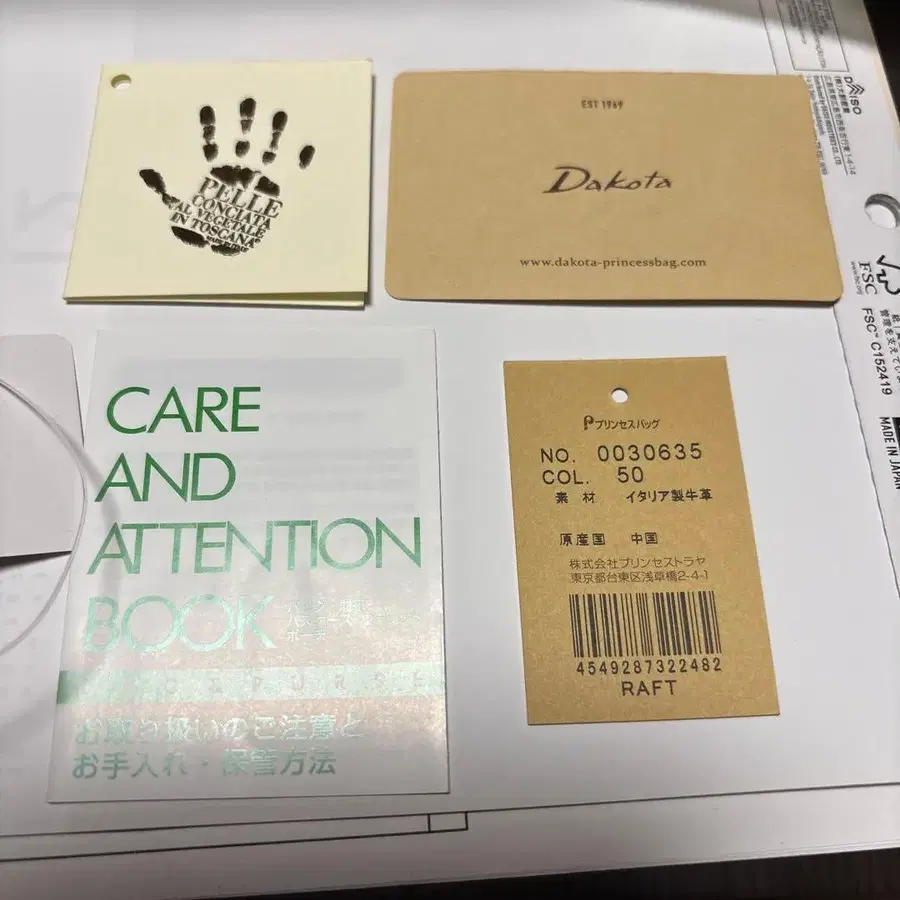 PELLE
CONCIATA
AL VEGETALE
IN TOSCANA®
EST 1969
Dakota
www.dakota-princessbag.com
CARE
AND
ATTENTION
BOOK
お取り扱いのご注意と
お手入れ・保管方法
プリンセスバッグ
NO. 0030635
COL. 50
素材 イタリア製牛革
原産国 中国
株式会社プリンセストラヤ
東京都台東区浅草橋2-4-1
4549287322482
RAFT
DAISO
FSC
www.fsc.org
FSC™ C152419
MADE IN JAPAN